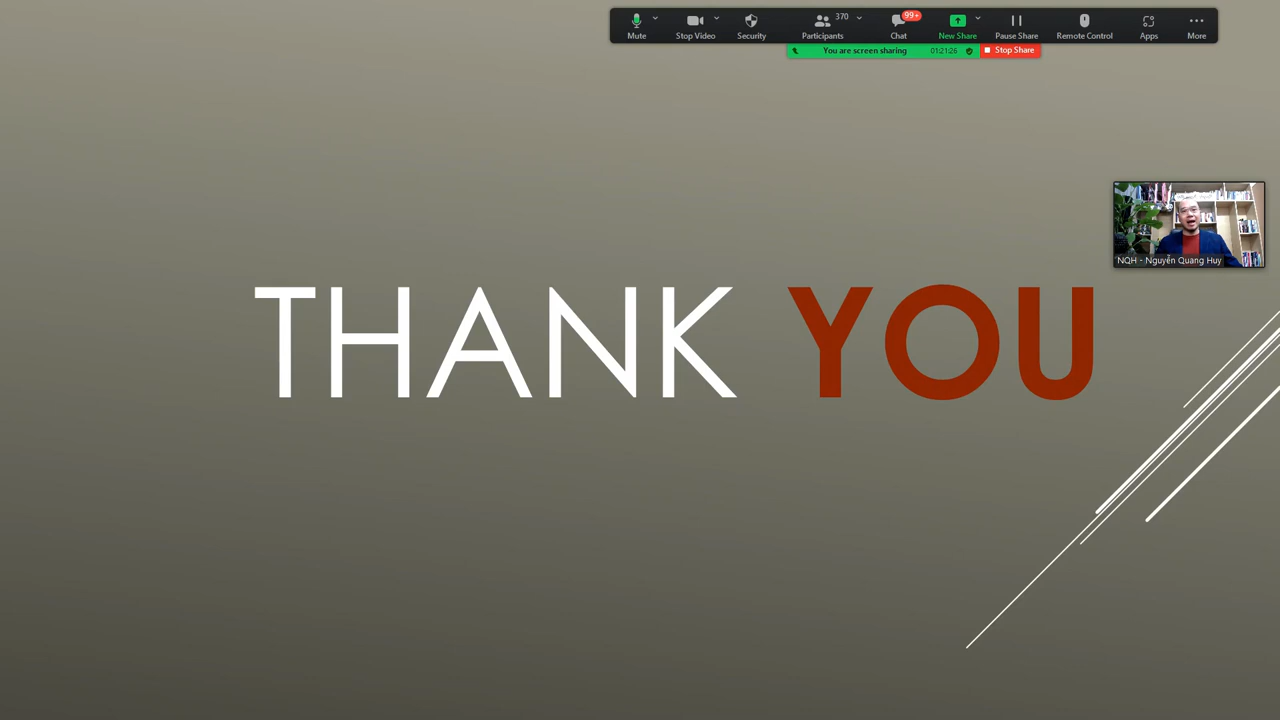 370
99+
Mute
Stop Video
Security
Participants
Chat
New Share
Pause Share
Remote Control
Apps
More
You are screen sharing
01:21:26
Stop Share
NQH - Nguyễn Quang Huy
THANK YOU